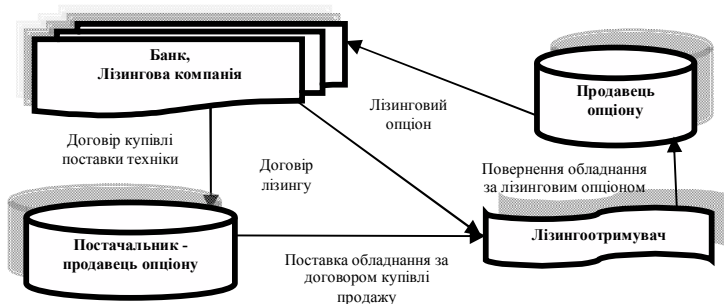 Банк,
Лізингова компанія
Продавець
опціону
Лізинговий
опціон
Договір купівлі
поставки техніки
Договір
лізингу
Повернення обладнання
за лізинговим опціоном
Постачальник -
продавець опціону
Лізингоотримувач
Поставка обладнання за
договором купівлі
продажу